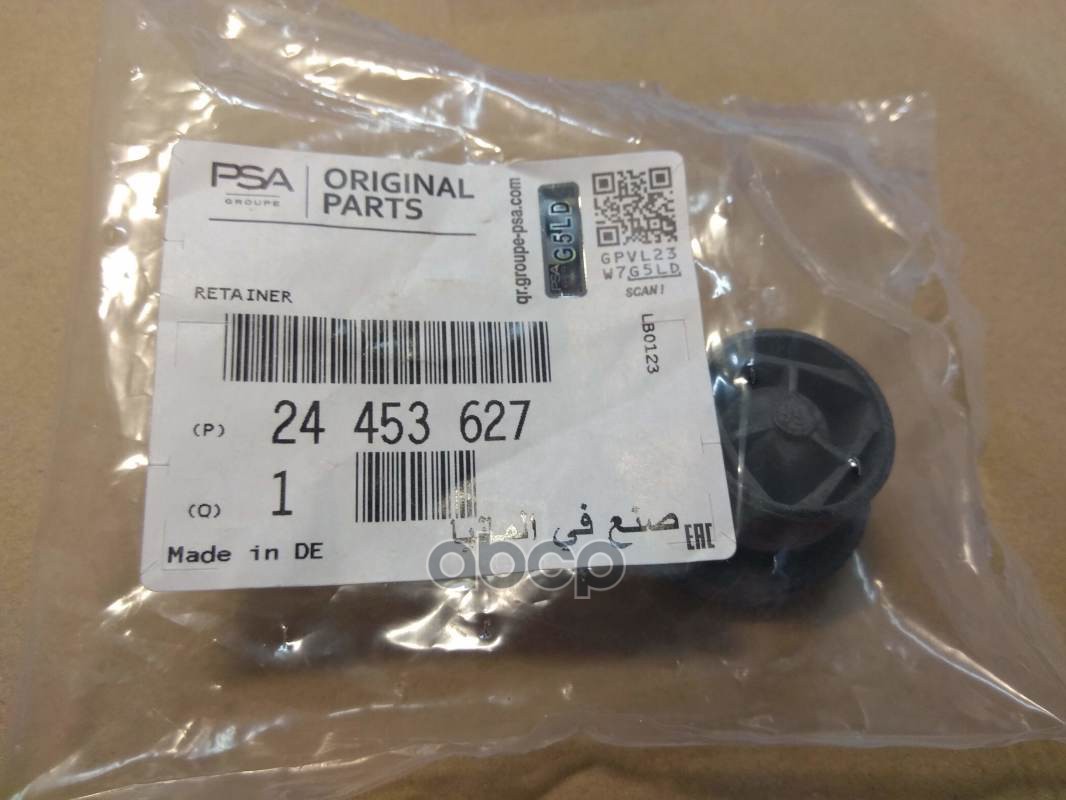 PSA
GROUPE
ORIGINAL
PARTS
qr.groupe-psa.com
PSA G5LD
GPVL23
W7G5LD
SCAN!
RETAINER
LB0123
(P) 24 453 627
(Q) 1
صنع في المانيا
EAC
Made in DE
abcp